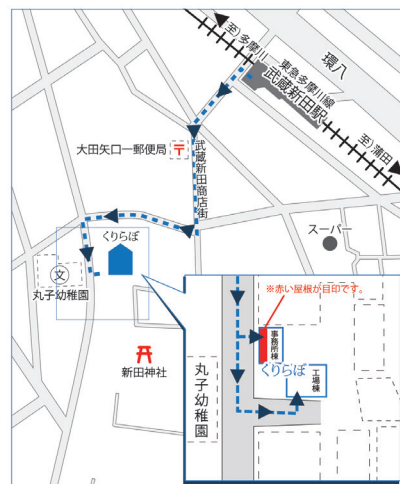 至)多摩川
環八
東急多摩川線
武蔵新田駅
至)蒲田
大田矢口一郵便局
〒
武蔵新田商店街
スーパー
くりらぼ
文
丸子幼稚園
新田神社
※赤い屋根が目印です。
事務所棟
くりらぼ
工場棟
丸子幼稚園